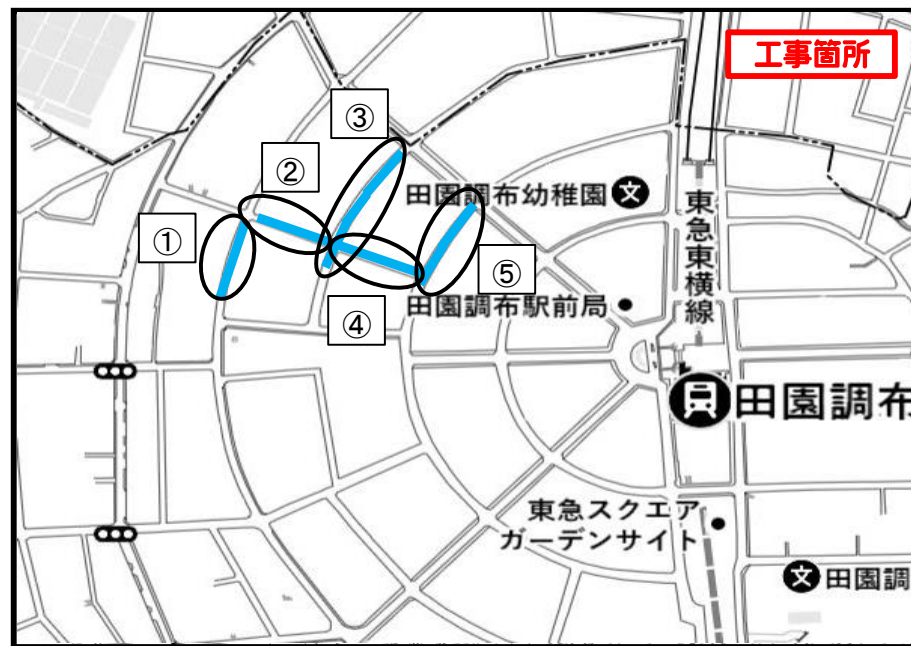 工事箇所
③
②
田園調布幼稚園
文
①
東急東横線
⑤
田園調布駅前局
④
田園調布
東急スクエア
ガーデンサイト
文
田園調